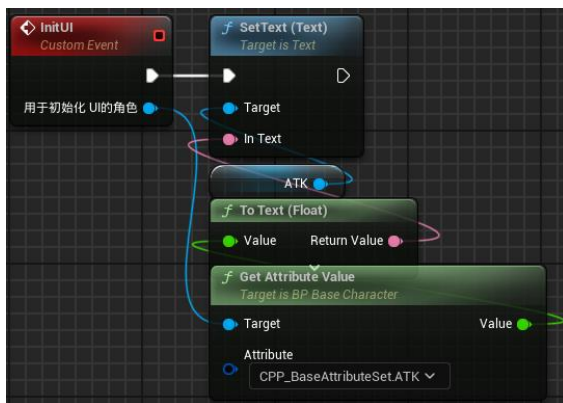 InitUI
Custom Event
用于初始化 UI的角色
f SetText (Text)
Target is Text
Target
In Text
ATK
f To Text (Float)
Value Return Value
f Get Attribute Value
Target is BP Base Character
Target Value
Attribute
CPP_BaseAttributeSet.ATK